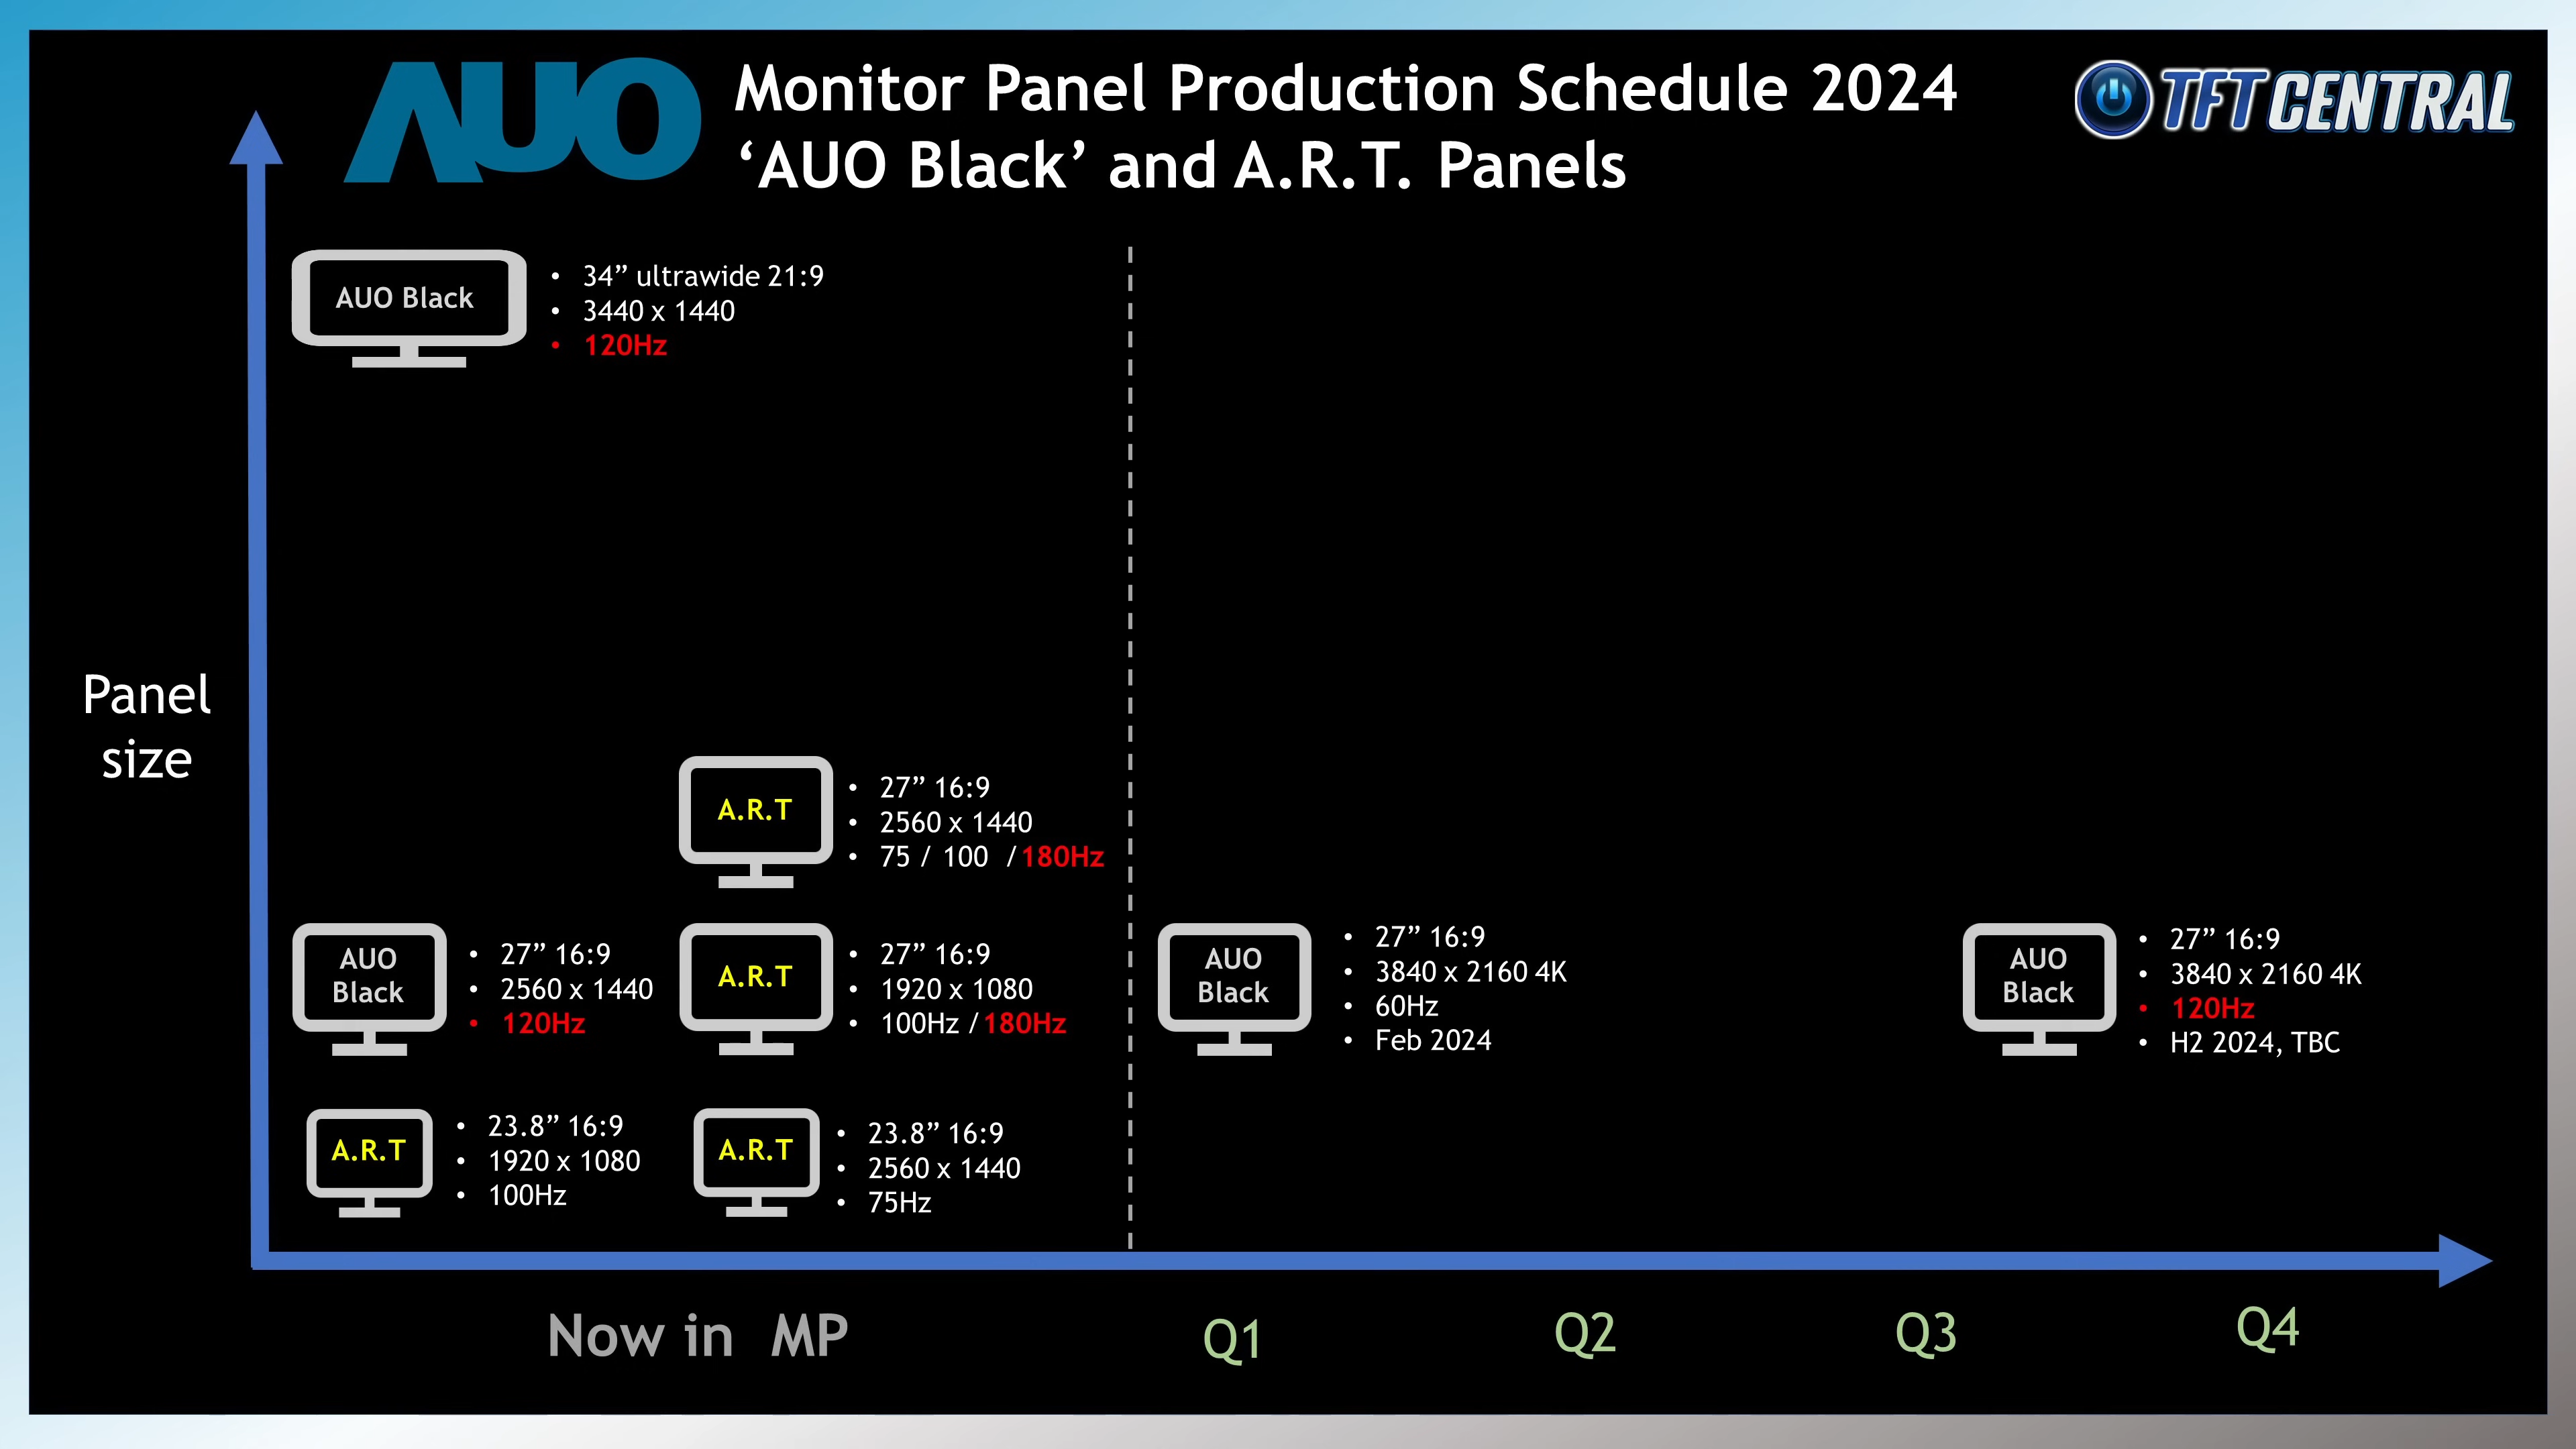 AUO
Monitor Panel Production Schedule 2024
‘AUO Black’ and A.R.T. Panels
TFTCENTRAL
AUO Black
• 34” ultrawide 21:9
• 3440 x 1440
• 120Hz
Panel
size
A.R.T
• 27” 16:9
• 2560 x 1440
• 75 / 100 / 180Hz
AUO
Black
• 27” 16:9
• 2560 x 1440
• 120Hz
A.R.T
• 27” 16:9
• 1920 x 1080
• 100Hz / 180Hz
AUO
Black
• 27” 16:9
• 3840 x 2160 4K
• 60Hz
• Feb 2024
AUO
Black
• 27” 16:9
• 3840 x 2160 4K
• 120Hz
• H2 2024, TBC
A.R.T
• 23.8” 16:9
• 1920 x 1080
• 100Hz
A.R.T
• 23.8” 16:9
• 2560 x 1440
• 75Hz
Now in MP
Q1
Q2
Q3
Q4